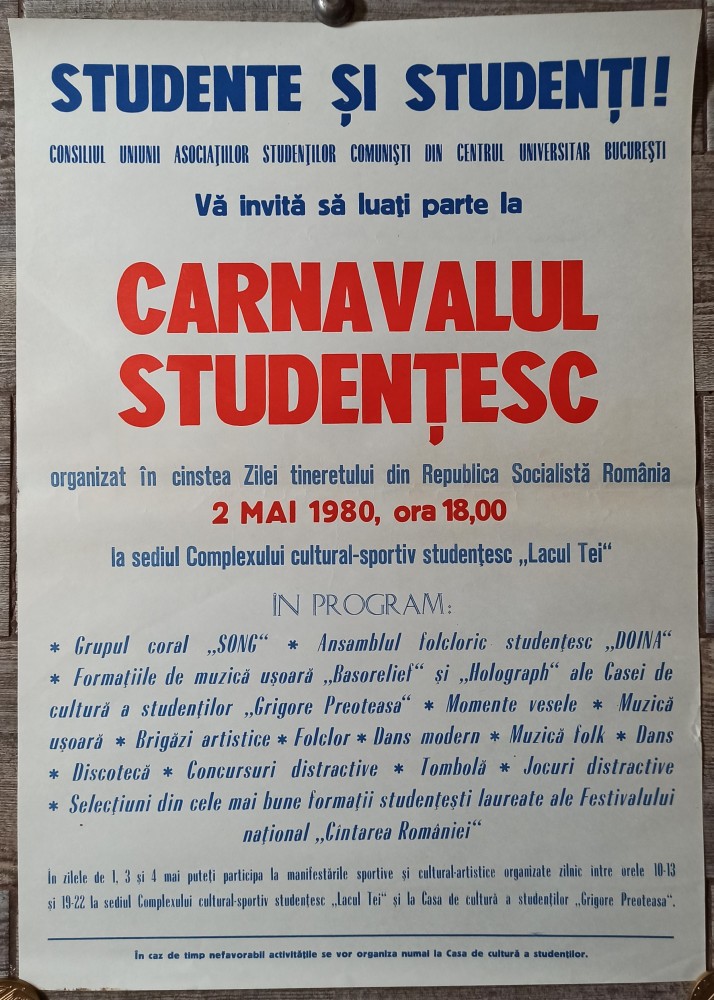 STUDENTE ȘI STUDENȚI!
CONSILIUL UNIUNII ASOCIAȚIILOR STUDENȚILOR COMUNIȘTI DIN CENTRUL UNIVERSITAR BUCUREȘTI
Vă invită să luați parte la
CARNAVALUL
STUDENȚESC
organizat în cinstea Zilei tineretului din Republica Socialistă România
2 MAI 1980, ora 18,00
la sediul Complexului cultural-sportiv studențesc „Lacul Tei“
IN PROGRAM:
* Grupul coral „SONG“ * Ansamblul folcloric studențesc „DOINA“
* Formațiile de muzică ușoară „Basorelief“ și „Holograph“ ale Casei de
cultură a studenților „Grigore Preoteasa“ * Momente vesele * Muzică
ușoară * Brigăzi artistice * Folclor * Dans modern * Muzică folk * Dans
* Discotecă * Concursuri distractive * Tombolă * Jocuri distractive
* Selecțiuni din cele mai bune formații studențești laureate ale Festivalului
național „Cîntarea României“
În zilele de 1, 3 și 4 mai puteți participa la manifestările sportive și cultural-artistice organizate zilnic între orele 10-13
și 19-22 la sediul Complexului cultural-sportiv studențesc „Lacul Tei“ și la Casa de cultură a studenților „Grigore Preoteasa“.
În caz de timp nefavorabil activitățile se vor organiza numai la Casa de cultură a studenților.